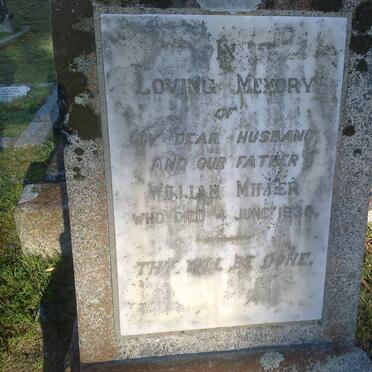 IN
LOVING MEMORY
OF
MY DEAR HUSBAND
AND OUR FATHER
WILLIAM MILLER
WHO DIED 4 JUNE
THY WILL BE DONE.